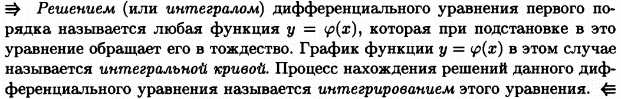 ⇛ Решением (или интегралом) дифференциального уравнения первого по-
рядка называется любая функция y = φ(x), которая при подстановке в это
уравнение обращает его в тождество. График функции y = φ(x) в этом случае
называется интегральной кривой. Процесс нахождения решений данного диф-
ференциального уравнения называется интегрированием этого уравнения. ⇚